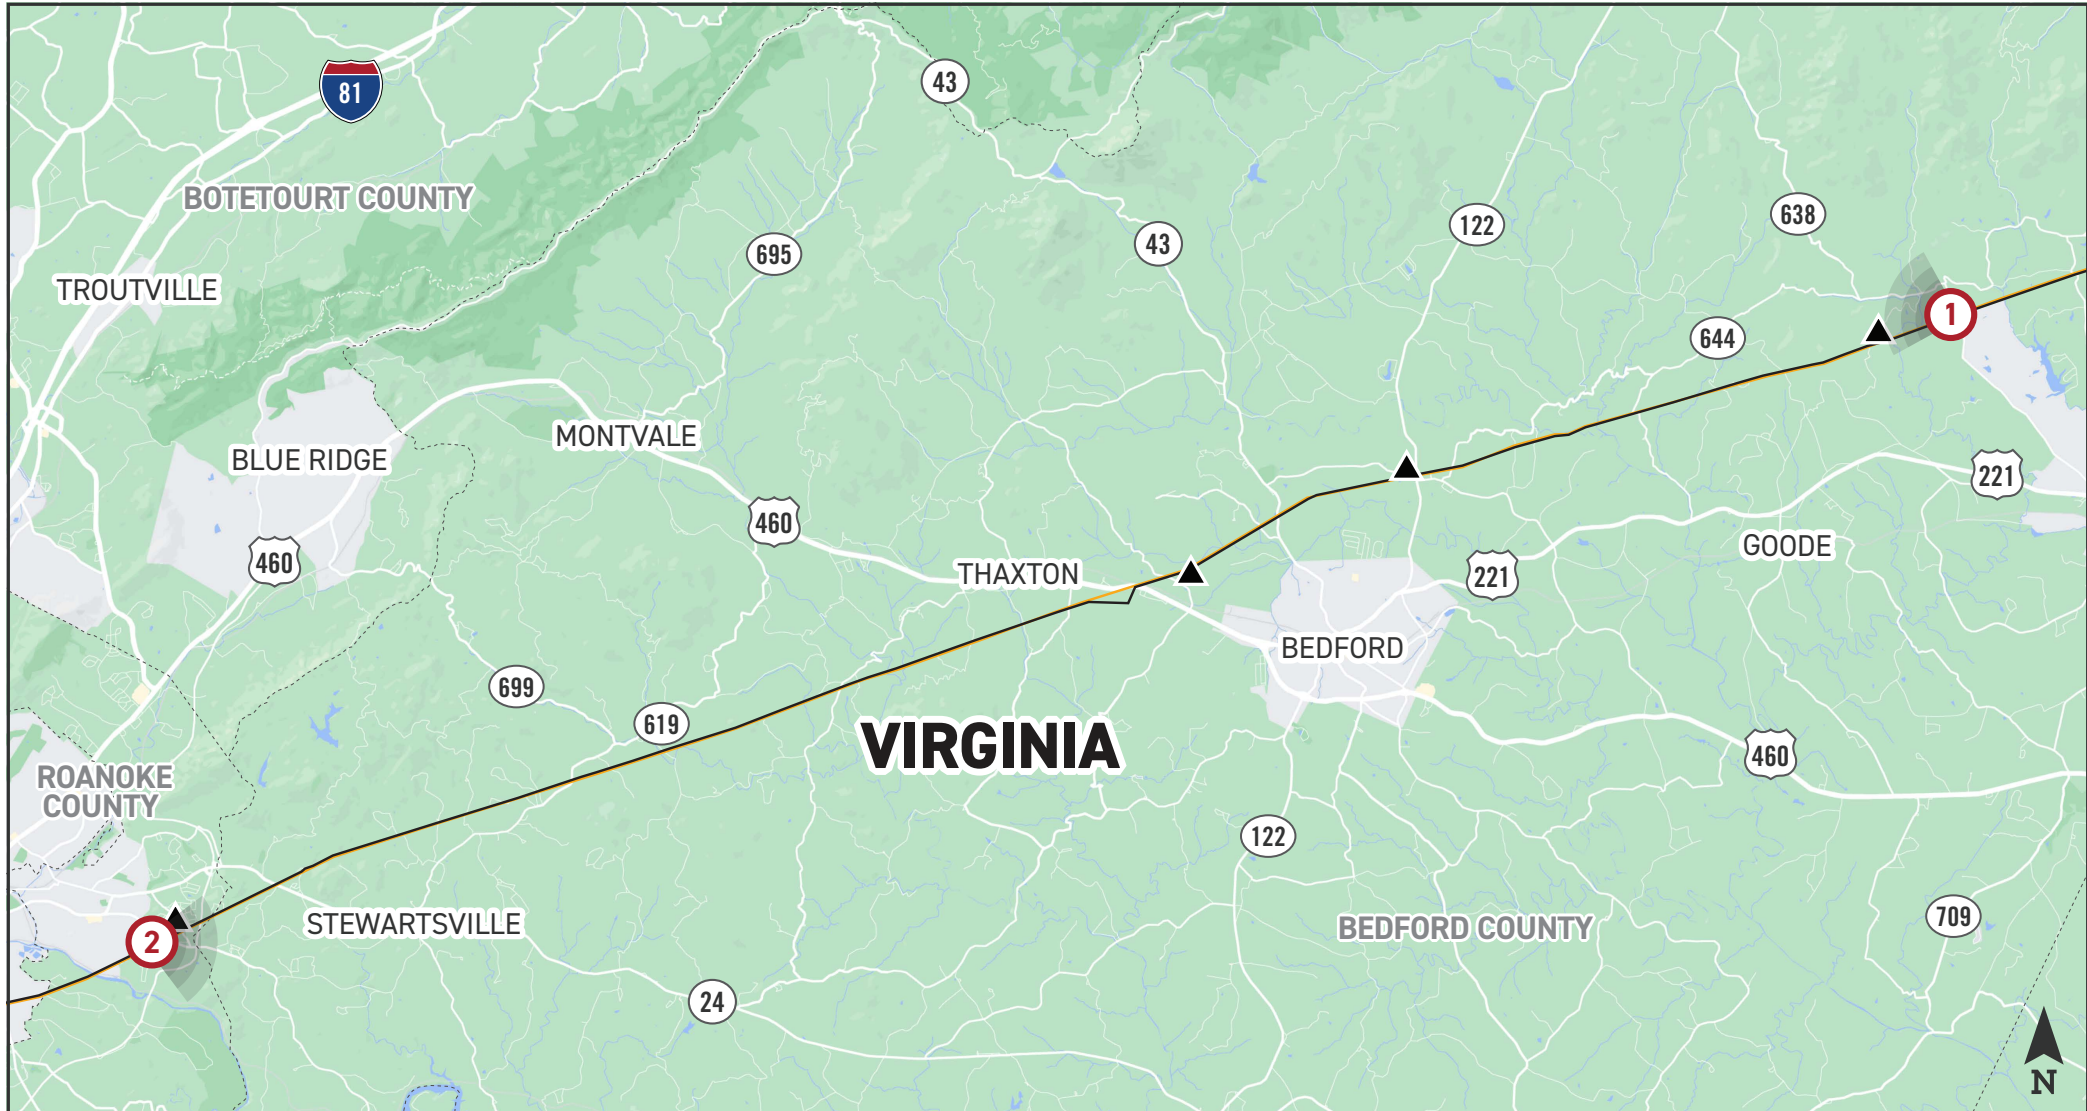 43
81
BOTETOURT COUNTY
638
122
43
695
TROUTVILLE
1
644
MONTVALE
BLUE RIDGE
221
460
GOODE
460
THAXTON
221
BEDFORD
699
619
VIRGINIA
460
ROANOKE
COUNTY
122
709
STEWARTSVILLE
BEDFORD COUNTY
2
24
N